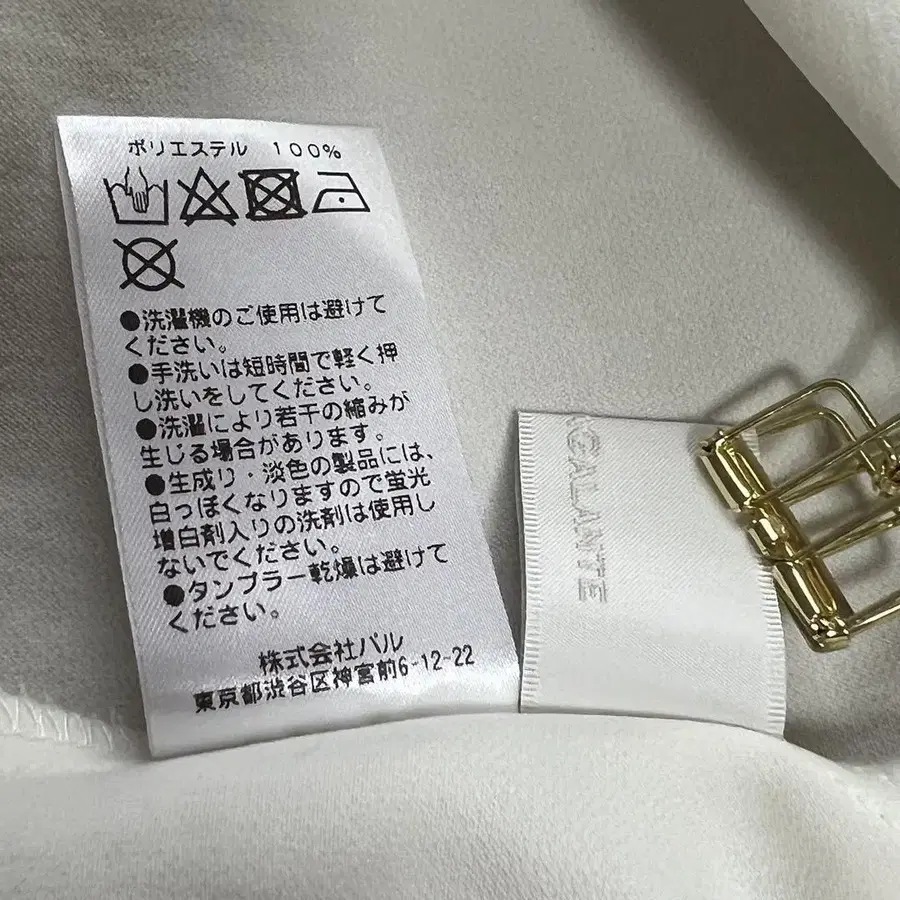 ポリエステル 100%
●洗濯機のご使用は避けて
ください。
●手洗いは短時間で軽く押
し洗いをしてください。
●洗濯により若干の縮みが
生じる場合があります。
●生成り・淡色の製品には、
白っぽくなりますので蛍光
増白剤入りの洗剤は使用し
ないでください。
●タンブラー乾燥は避けて
ください。
株式会社パル
東京都渋谷区神宮前6-12-22
GALANTE